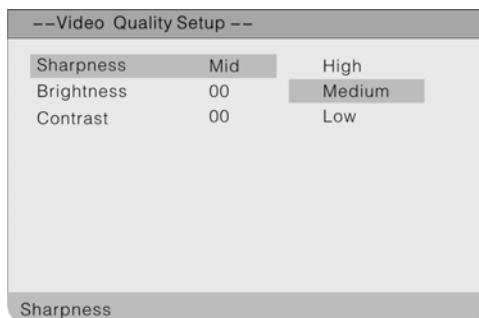 --Video Quality Setup --
Sharpness Mid High
Brightness 00 Medium
Contrast 00 Low
Sharpness